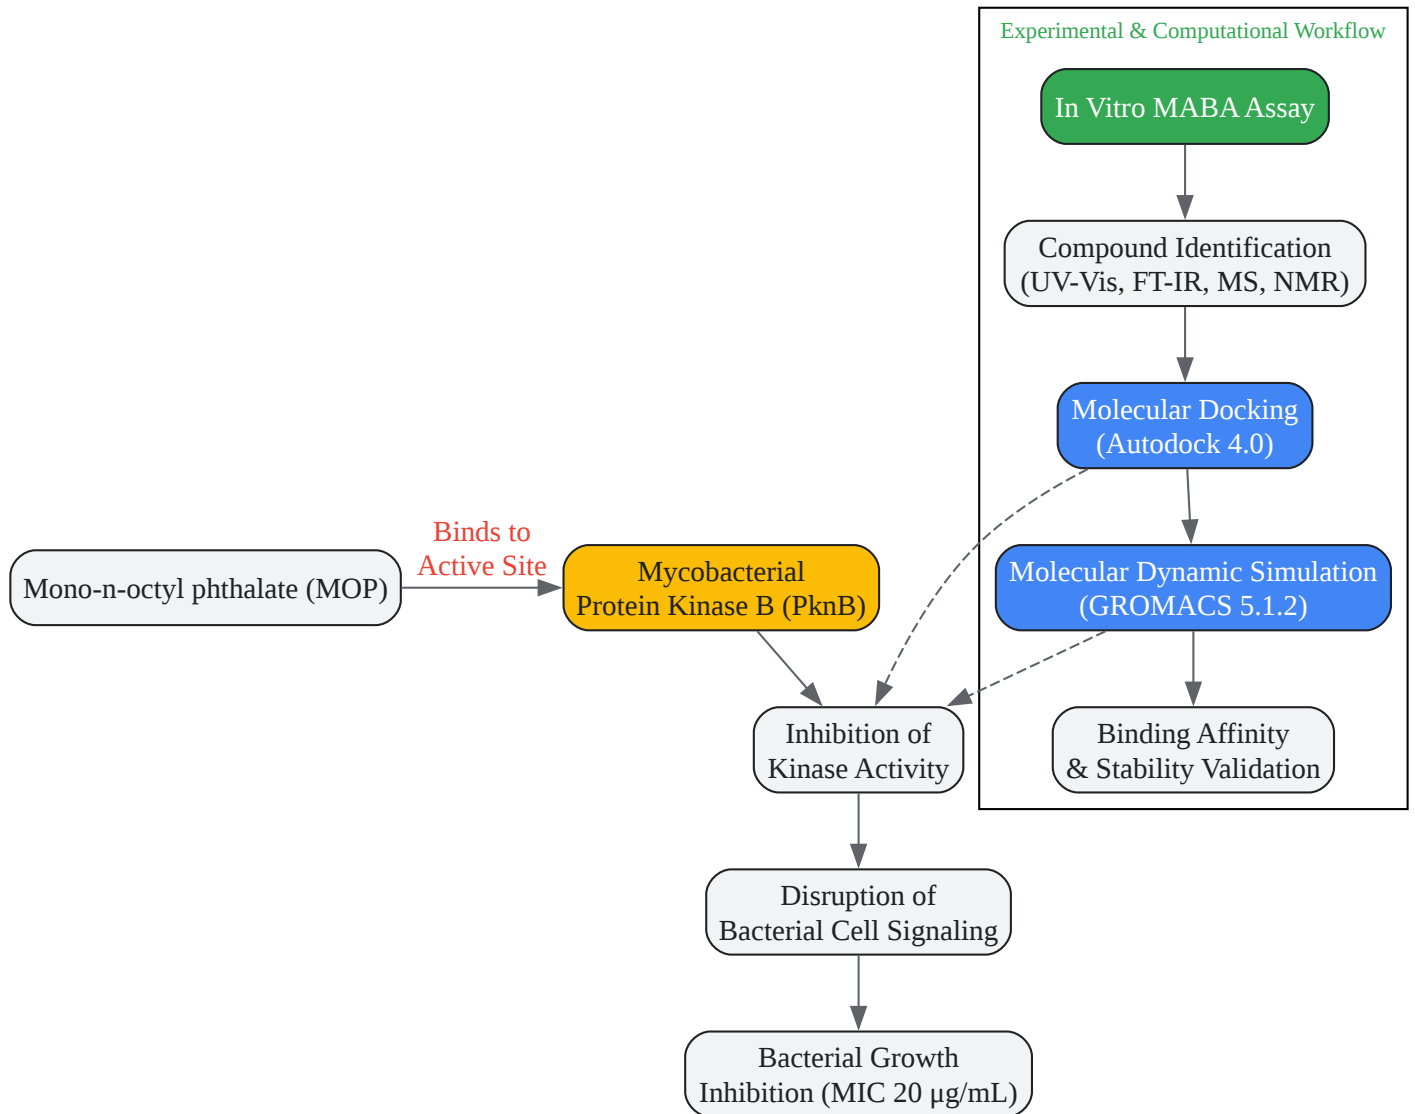 Experimental & Computational Workflow
In Vitro MABA Assay
Compound Identification
(UV-Vis, FT-IR, MS, NMR)
Molecular Docking
(Autodock 4.0)
Binds to
Active Site
Mono-n-octyl phthalate (MOP)
Mycobacterial
Protein Kinase B (PknB)
Molecular Dynamic Simulation
(GROMACS 5.1.2)
Inhibition of
Kinase Activity
Binding Affinity
& Stability Validation
Disruption of
Bacterial Cell Signaling
Bacterial Growth
Inhibition (MIC 20 μg/mL)